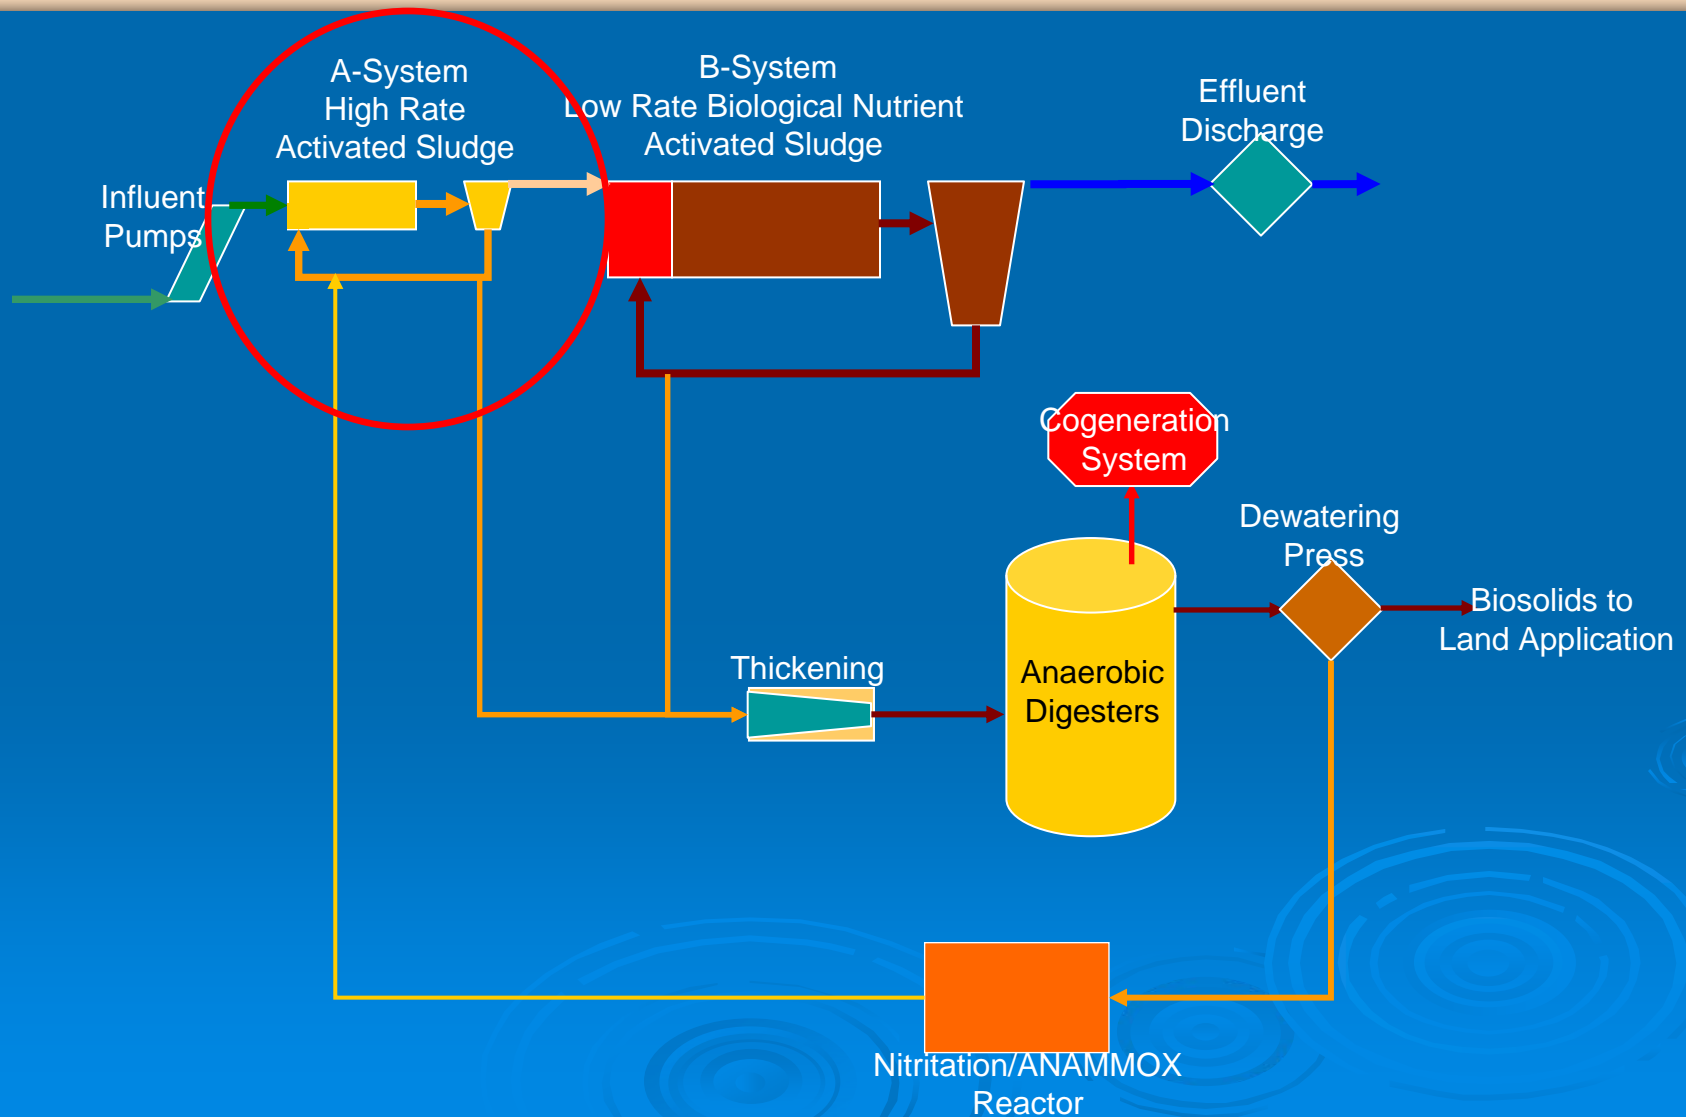 A-System
High Rate
Activated Sludge
B-System
Low Rate Biological Nutrient
Activated Sludge
Effluent
Discharge
Influent
Pumps
Cogeneration
System
Dewatering
Press
Biosolids to
Land Application
Thickening
Anaerobic
Digesters
Nitritation/ANAMMOX
Reactor